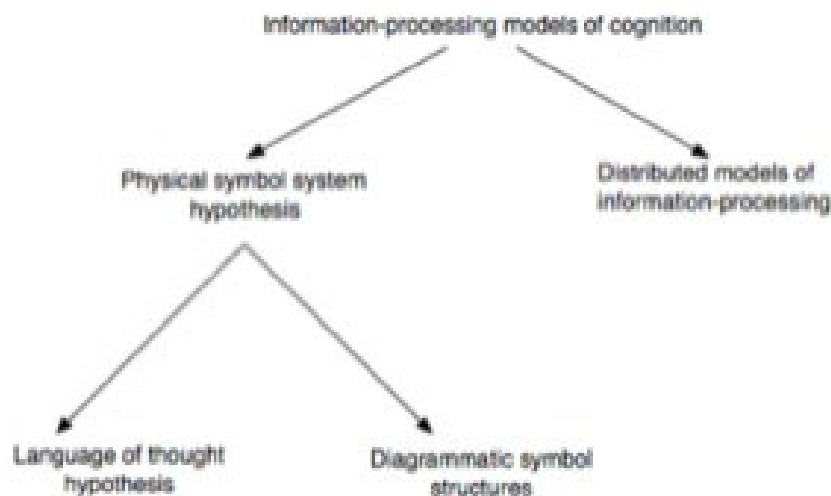 Information-processing models of cognition
Physical symbol system
hypothesis
Distributed models of
information-processing
Language of thought
hypothesis
Diagrammatic symbol
structures